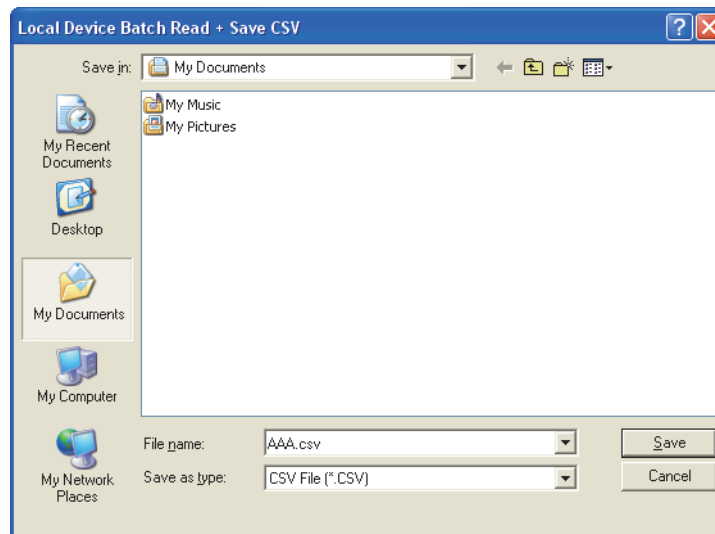 Local Device Batch Read + Save CSV
Save in:
My Documents
My Recent
Documents
Desktop
My Documents
My Computer
My Network
Places
My Music
My Pictures
File name:
AAA.csv
Save
Save as type:
CSV File (*.CSV)
Cancel